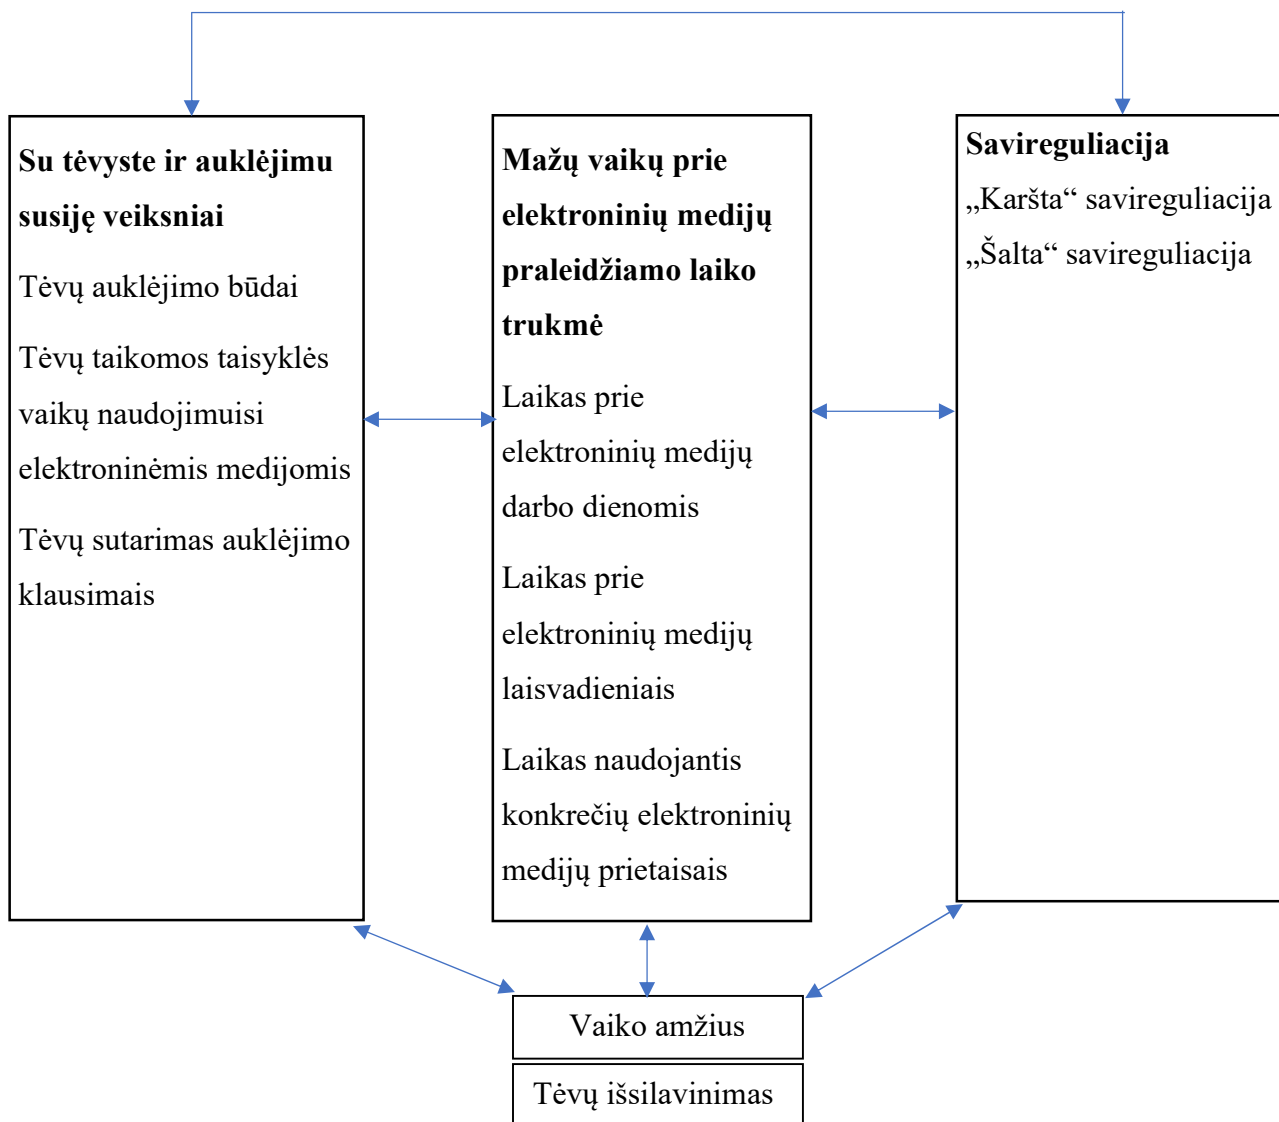 Su tėvyste ir auklėjimu
susiję veiksniai
Tėvų auklėjimo būdai
Tėvų taikomos taisyklės
vaikų naudojimuisi
elektroninėmis medijomis
Tėvų sutarimas auklėjimo
klausimais
Mažų vaikų prie
elektroninių medijų
praleidžiamo laiko
trukmė
Laikas prie
elektroninių medijų
darbo dienomis
Laikas prie
elektroninių medijų
laisvadieniais
Laikas naudojantis
konkrečių elektroninių
medijų prietaisais
Savireguliacija
„Karšta“ savireguliacija
„Šalta“ savireguliacija
Vaiko amžius
Tėvų išsilavinimas